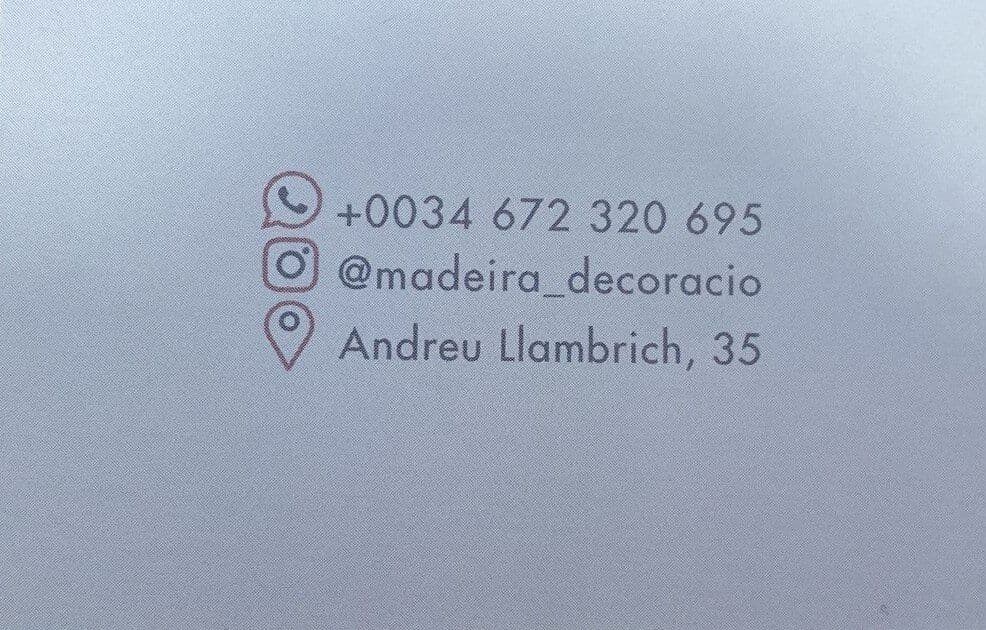 +0034 672 320 695
@madeira_decoracio
Andreu Llambrich, 35